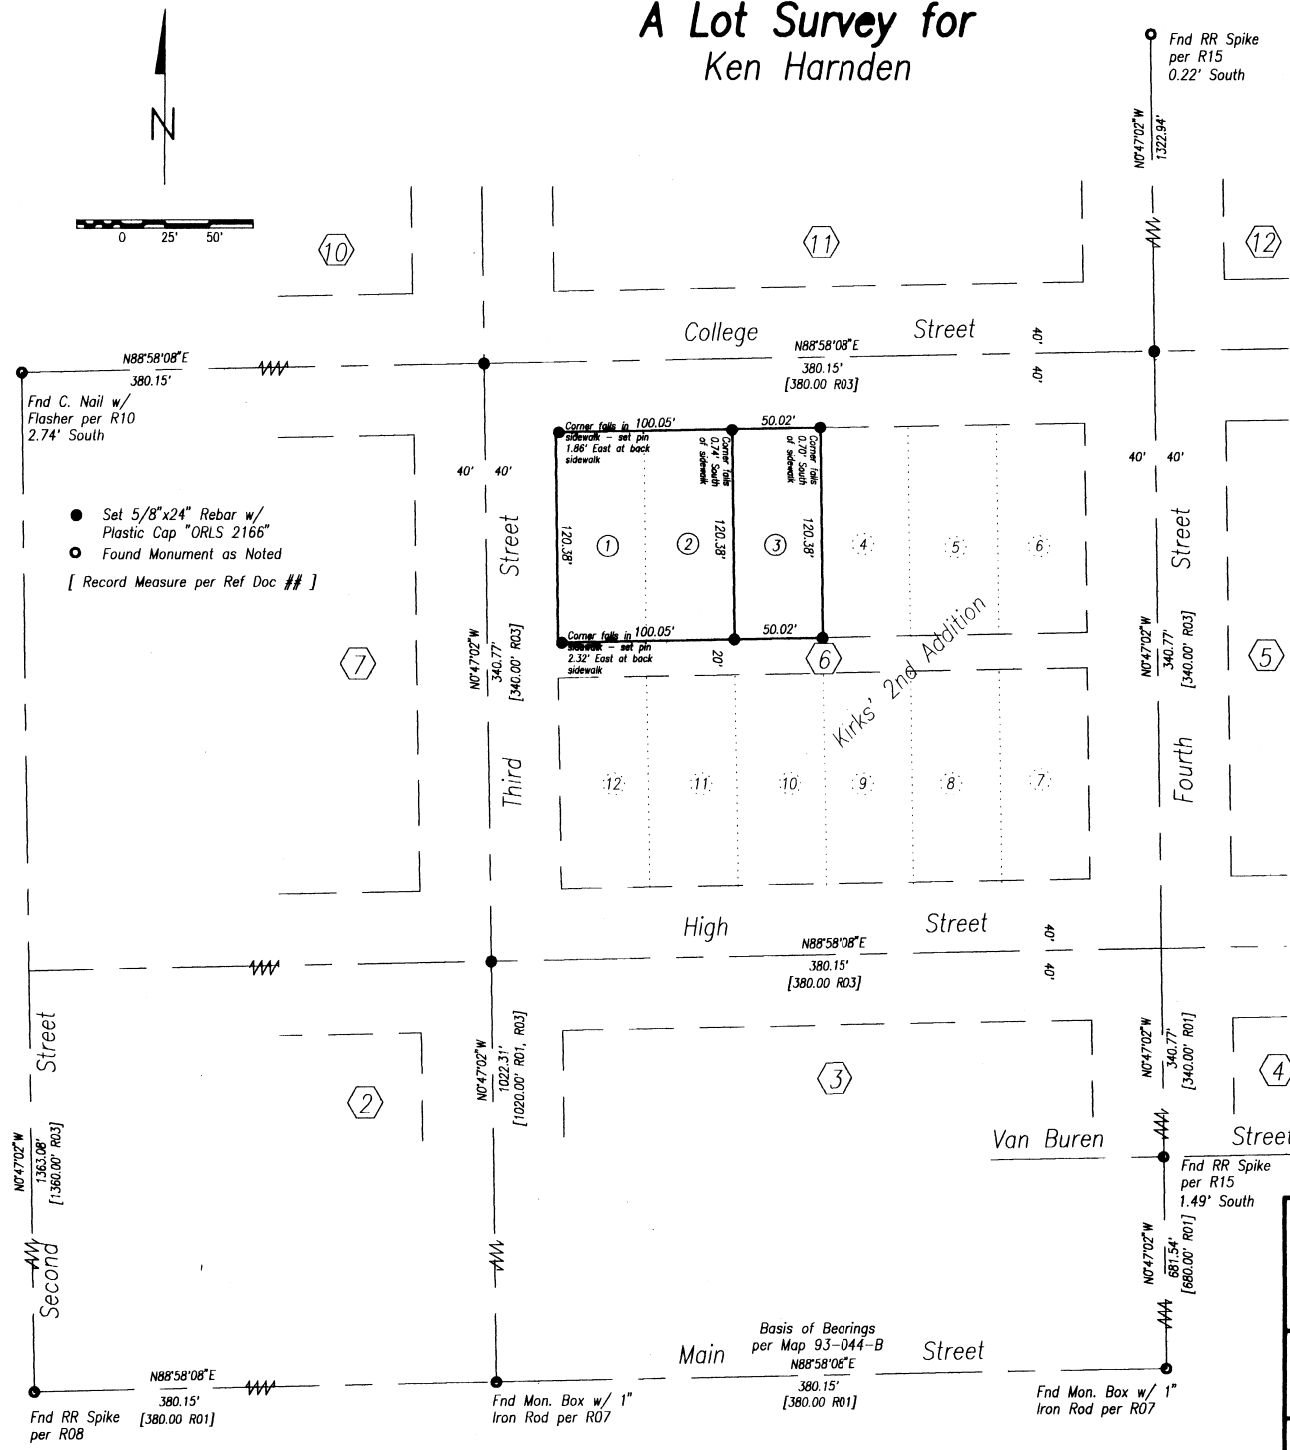 A Lot Survey for
Ken Harnden
Fnd RR Spike
per R15
0.22' South
N0°47'02"W
1322.94'
N
0 25' 50'
10
11
12
College Street
N88°58'08"E
380.15'
[380.00 R03]
40'
40'
N88°58'08"E
380.15'
Fnd C. Nail w/
Flasher per R10
2.74' South
Corner falls in
sidewalk – set pin
1.86' East at back
sidewalk
100.05'
50.02'
Corner falls
0.74' South
of sidewalk
Corner falls
0.70' South
of sidewalk
40' 40'
40' 40'
Set 5/8"x24" Rebar w/
Plastic Cap "ORLS 2166"
Found Monument as Noted
[ Record Measure per Ref Doc ## ]
120.38'
120.38'
120.38'
1
2
3
4
5
6
Third Street
N0°47'02"W
340.77'
[340.00' R03]
Fourth Street
N0°47'02"W
340.77'
[340.00' R03]
Corner falls in
sidewalk – set pin
2.32' East at back
sidewalk
100.05'
50.02'
20'
7
6
5
Kirks' 2nd Addition
12
11
10
9
8
7
High Street
N88°58'08"E
380.15'
[380.00 R03]
40'
40'
Second Street
N0°47'02"W
1363.08'
[1360.00' R03]
N0°47'02"W
1022.31'
[1020.00' R01, R03]
N0°47'02"W
340.77'
[340.00' R01]
2
3
4
Van Buren Street
Fnd RR Spike
per R15
1.49' South
N0°47'02"W
681.54'
[680.00' R01]
Basis of Bearings
per Map 93-044-B
Main Street
N88°58'08"E
380.15'
[380.00 R01]
N88°58'08"E
380.15'
[380.00 R01]
Fnd RR Spike
per R08
Fnd Mon. Box w/ 1"
Iron Rod per R07
Fnd Mon. Box w/ 1"
Iron Rod per R07